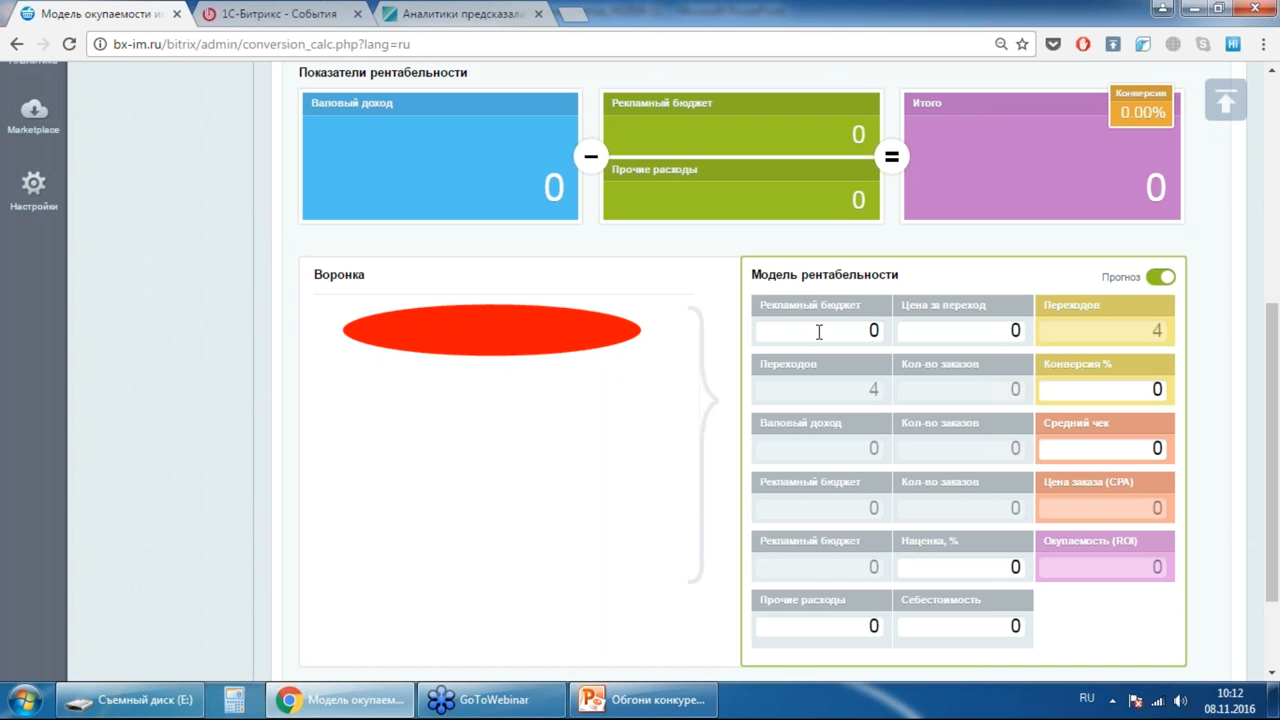 Модель окупаемости ин
1С-Битрикс - События
Аналитики предсказали
bx-im.ru/bitrix/admin/conversion_calc.php?lang=ru
Marketplace
Настройки
Показатели рентабельности
Валовый доход
0
Рекламный бюджет
0
Прочие расходы
0
Итого
Конверсия
0.00%
0
Воронка
Модель рентабельности
Прогноз
Рекламный бюджет Цена за переход Переходов
0 0 4
Переходов Кол-во заказов Конверсия %
4 0 0
Валовый доход Кол-во заказов Средний чек
0 0 0
Рекламный бюджет Кол-во заказов Цена заказа (CPA)
0 0 0
Рекламный бюджет Наценка, % Окупаемость (ROI)
0 0 0
Прочие расходы Себестоимость
0 0
Съемный диск (E:)
Модель окупаем...
GoToWebinar
Обгони конкуре...
RU
10:12
08.11.2016